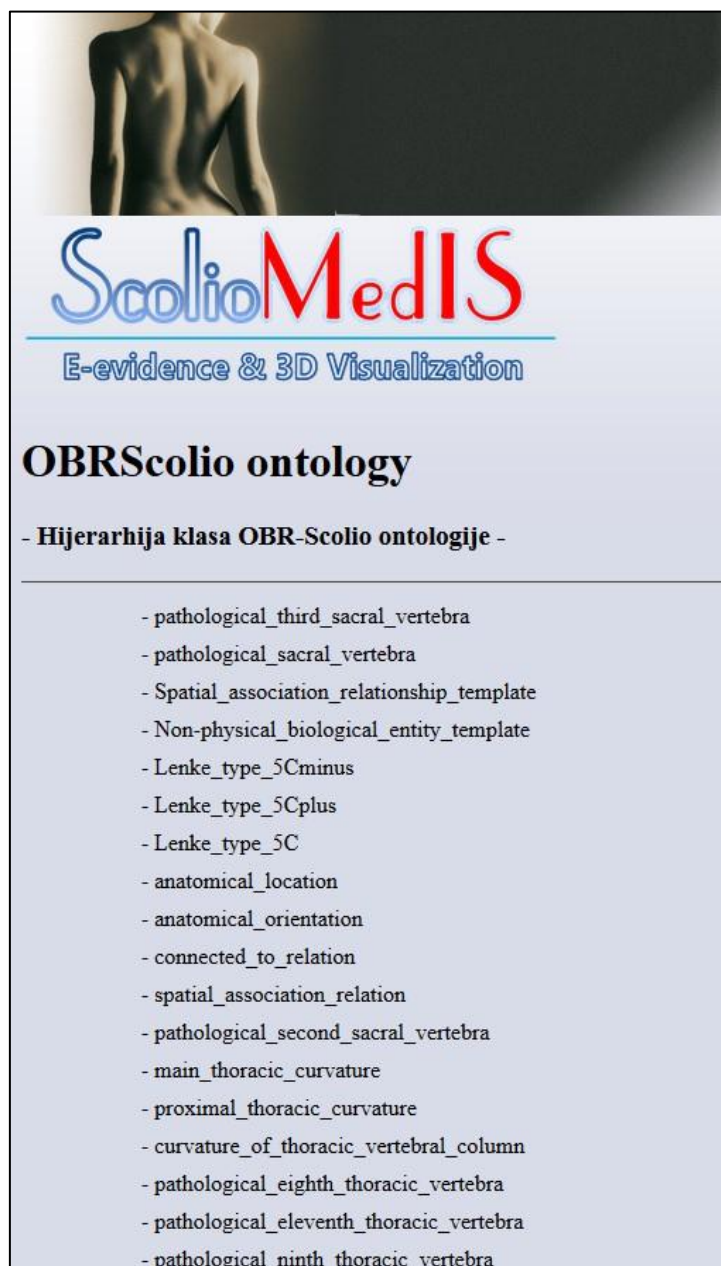 ScolioMedIS
E-evidence & 3D Visualization
OBRScolio ontology
- Hijerarhija klasa OBR-Scolio ontologije -
- pathological_third_sacral_vertebra
- pathological_sacral_vertebra
- Spatial_association_relationship_template
- Non-physical_biological_entity_template
- Lenke_type_5Cminus
- Lenke_type_5Cplus
- Lenke_type_5C
- anatomical_location
- anatomical_orientation
- connected_to_relation
- spatial_association_relation
- pathological_second_sacral_vertebra
- main_thoracic_curvature
- proximal_thoracic_curvature
- curvature_of_thoracic_vertebral_column
- pathological_eighth_thoracic_vertebra
- pathological_eleventh_thoracic_vertebra
- pathological_ninth_thoracic_vertebra